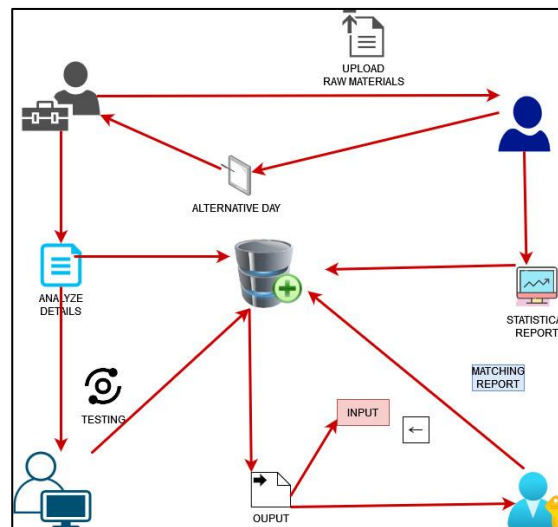 UPLOAD
RAW MATERIALS
ALTERNATIVE DAY
ANALYZE
DETAILS
STATISTICA
REPORT
MATCHING
REPORT
TESTING
INPUT
OUPUT